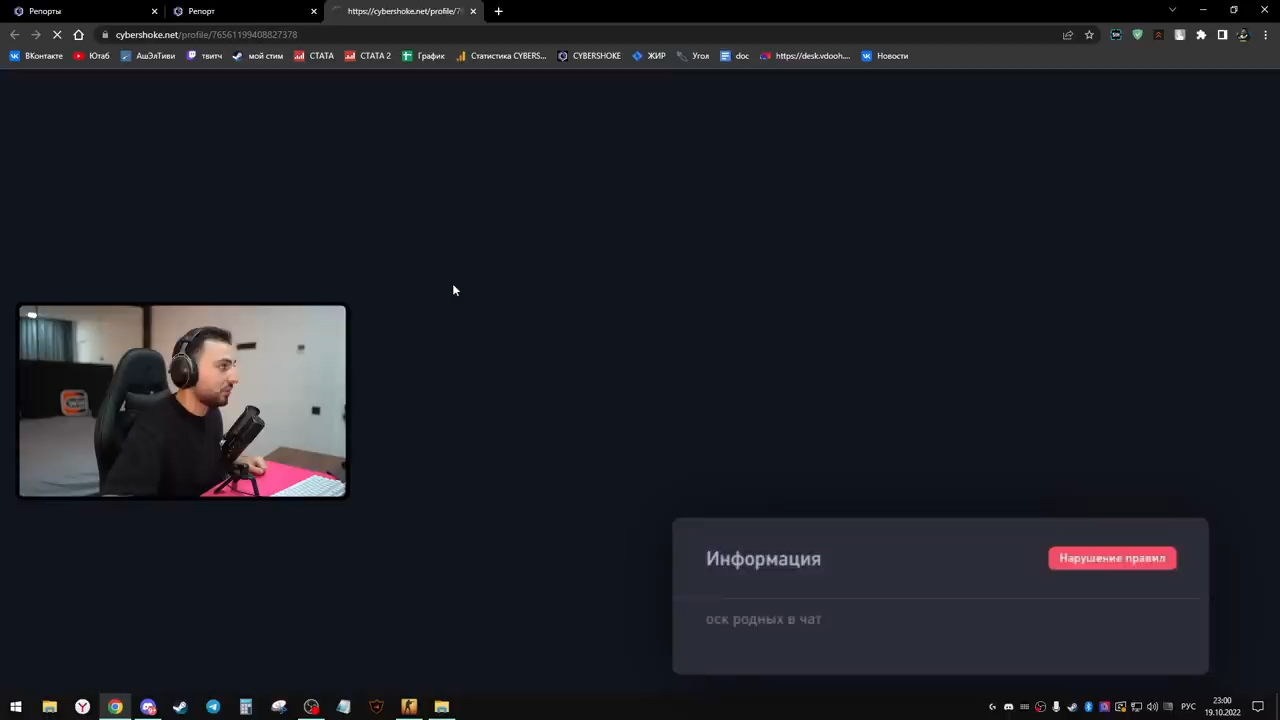 Репорты
Репорт
https://cybershoke.net/profile/7
cybershoke.net/profile/76561199408827378
ВКонтакте
Ютаб
АшЭлТиви
твитч
мой стим
СТАТА
СТАТА 2
График
Статистика CYBERS...
CYBERSHOKE
ЖИР
Угол
doc
https://desk.vdooh....
Новости
Информация
Нарушение правил
оск родных в чат
РУС
23:00
19.10.2022